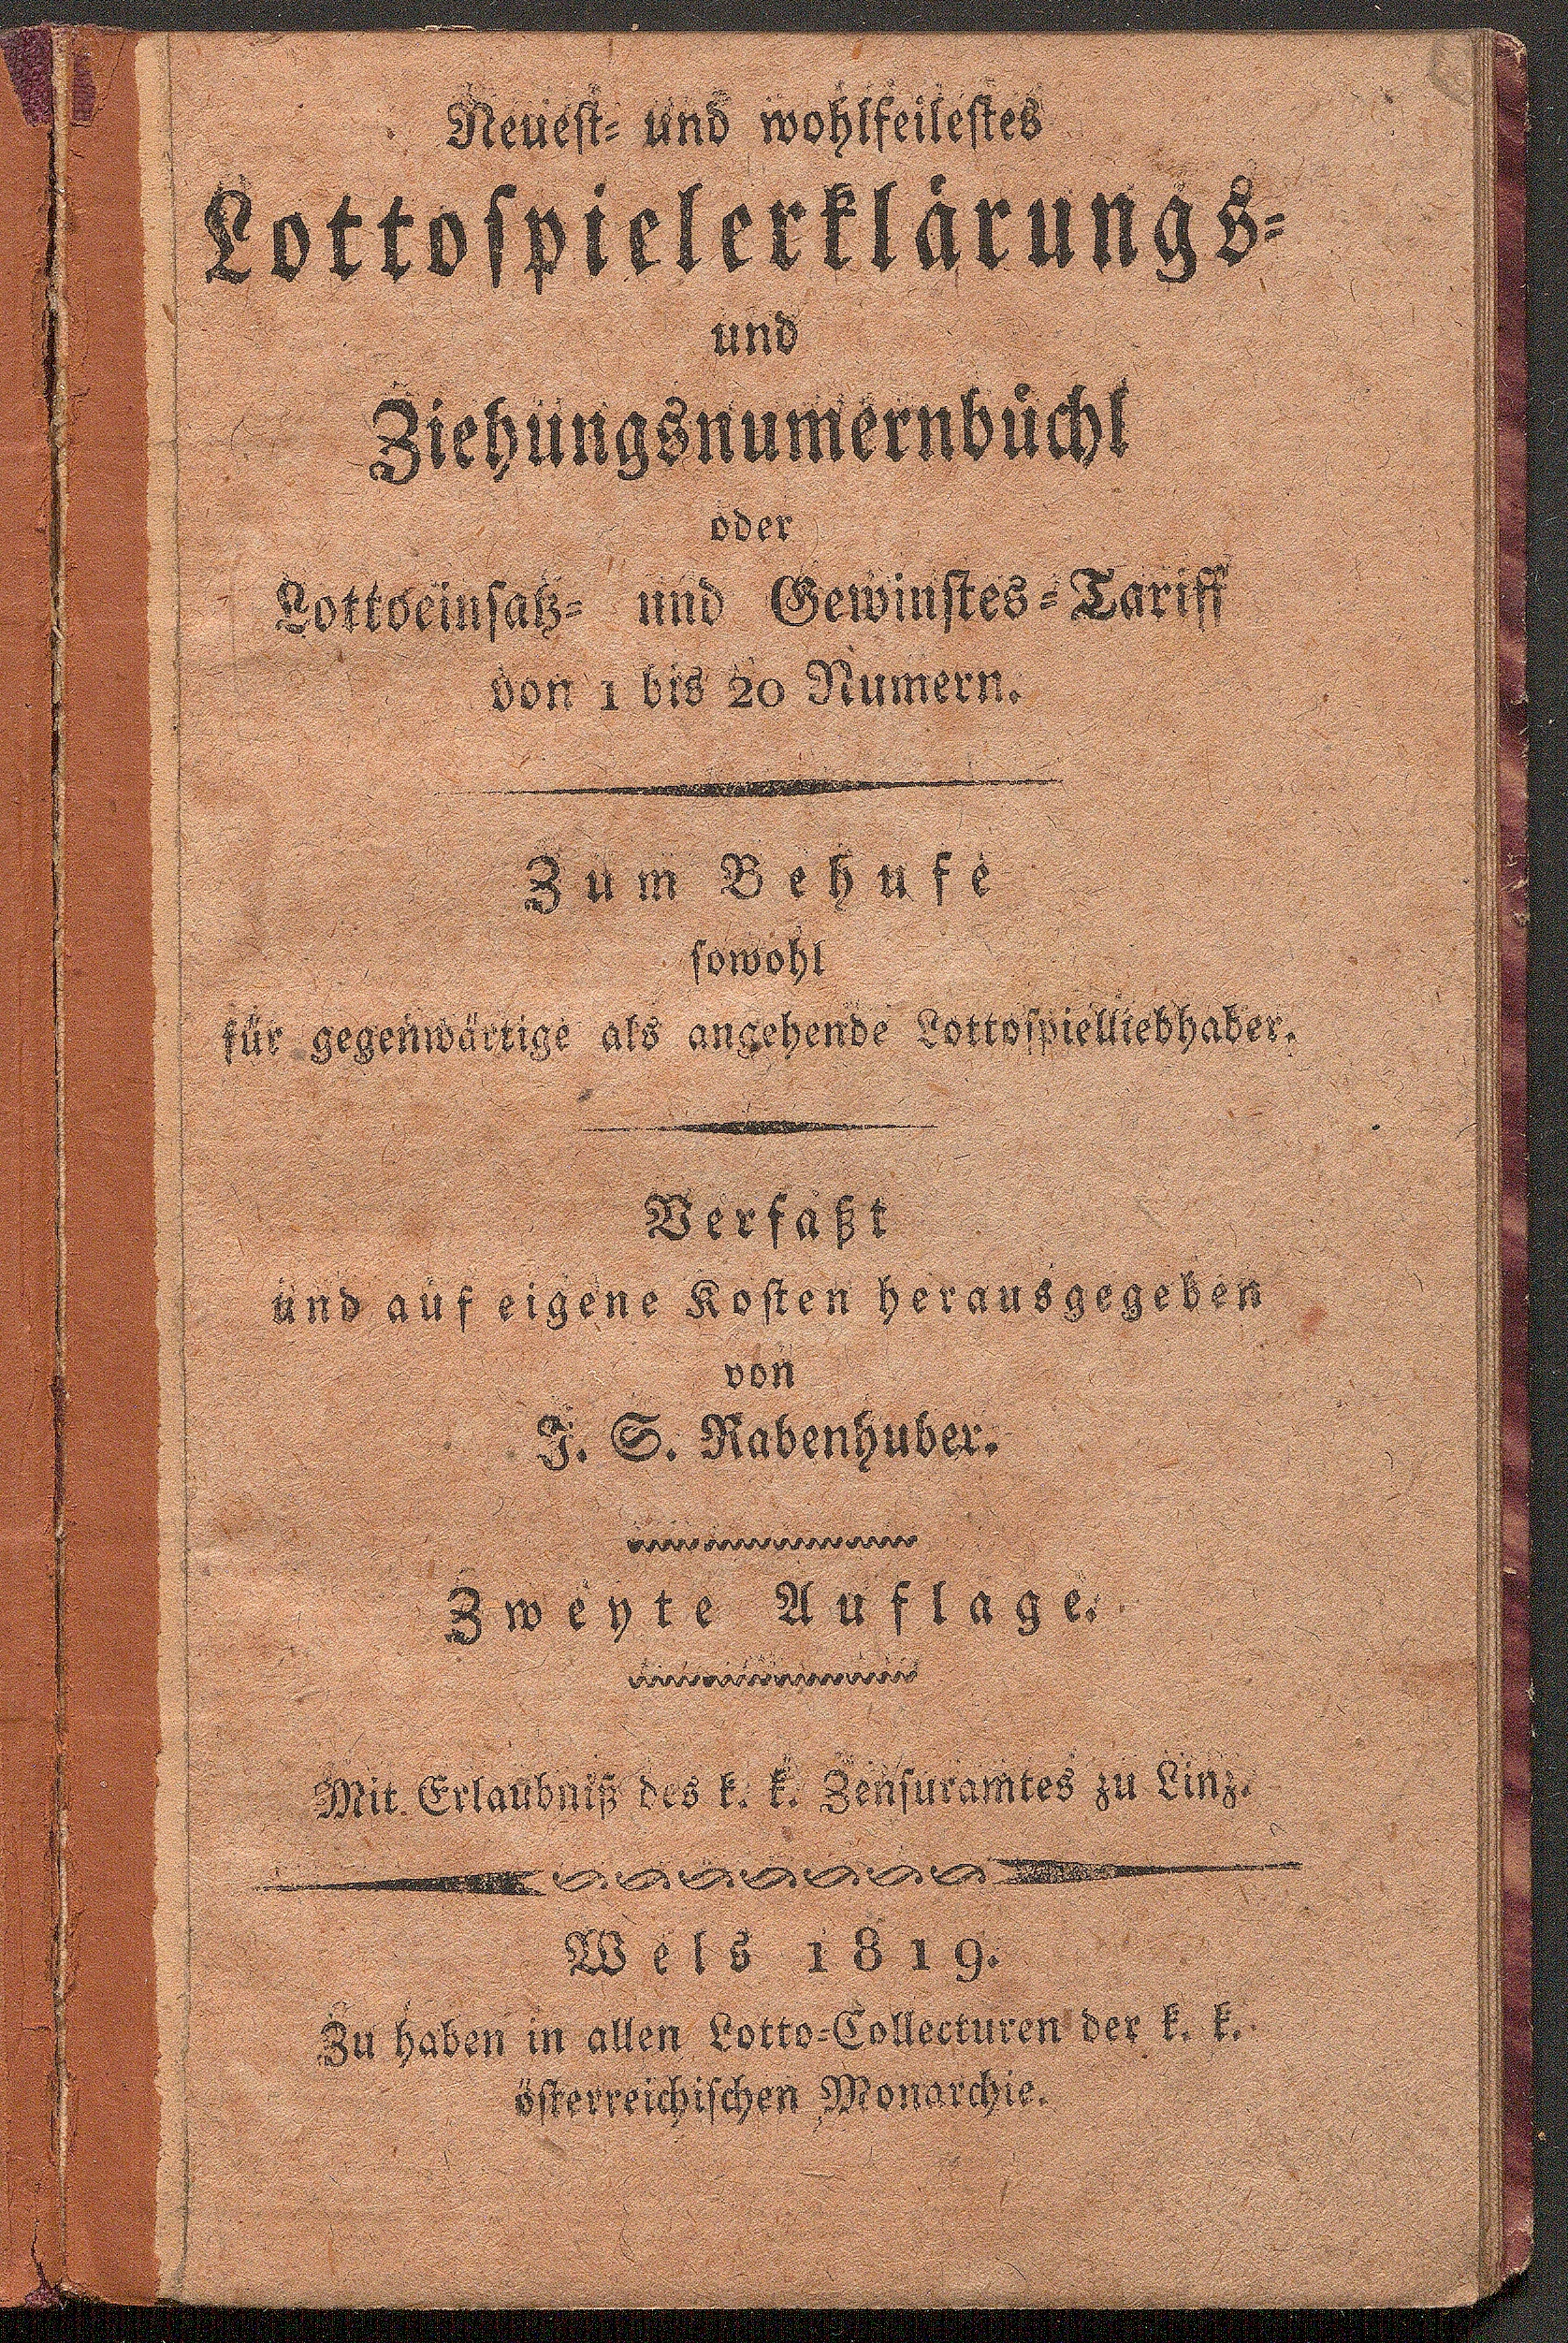 Neuest- und wohlfeilestes
Lottospielerklärungs-
und
Ziehungsnumernbüchl
oder
Lottoeinsatz- und Gewinstes-Tariff
von 1 bis 20 Numern.
Zum Behufe
sowohl
für gegenwärtige als angehende Lottospielliebhaber.
Verfaßt
und auf eigene Kosten herausgegeben
von
J. S. Rabenhuber.
Zweyte Auflage.
Mit Erlaubniß des k. k. Zensuramtes zu Linz.
Wels 1819.
Zu haben in allen Lotto-Collecturen der k. k.
österreichischen Monarchie.